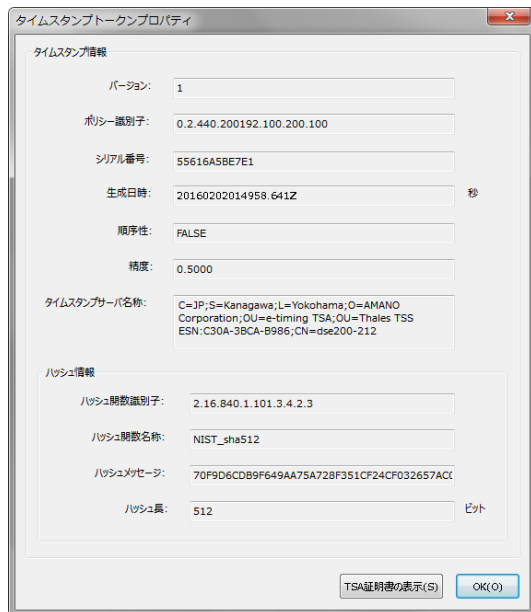 タイムスタンプトークンプロパティ
タイムスタンプ情報
バージョン: 1
ポリシー識別子: 0.2.440.200192.100.200.100
シリアル番号: 55616A5BE7E1
生成日時: 20160202014958.641Z 秒
順序性: FALSE
精度: 0.5000
タイムスタンプサーバ名称: C=JP;S=Kanagawa;L=Yokohama;O=AMANO
Corporation;OU=e-timing TSA;OU=Thales TSS
ESN:C30A-3BCA-B986;CN=dse200-212
ハッシュ情報
ハッシュ関数識別子: 2.16.840.1.101.3.4.2.3
ハッシュ関数名称: NIST_sha512
ハッシュメッセージ: 70F9D6CDB9F649AA75A728F351CF24CF032657AC
ハッシュ長: 512 ビット
TSA証明書の表示(S) OK(O)